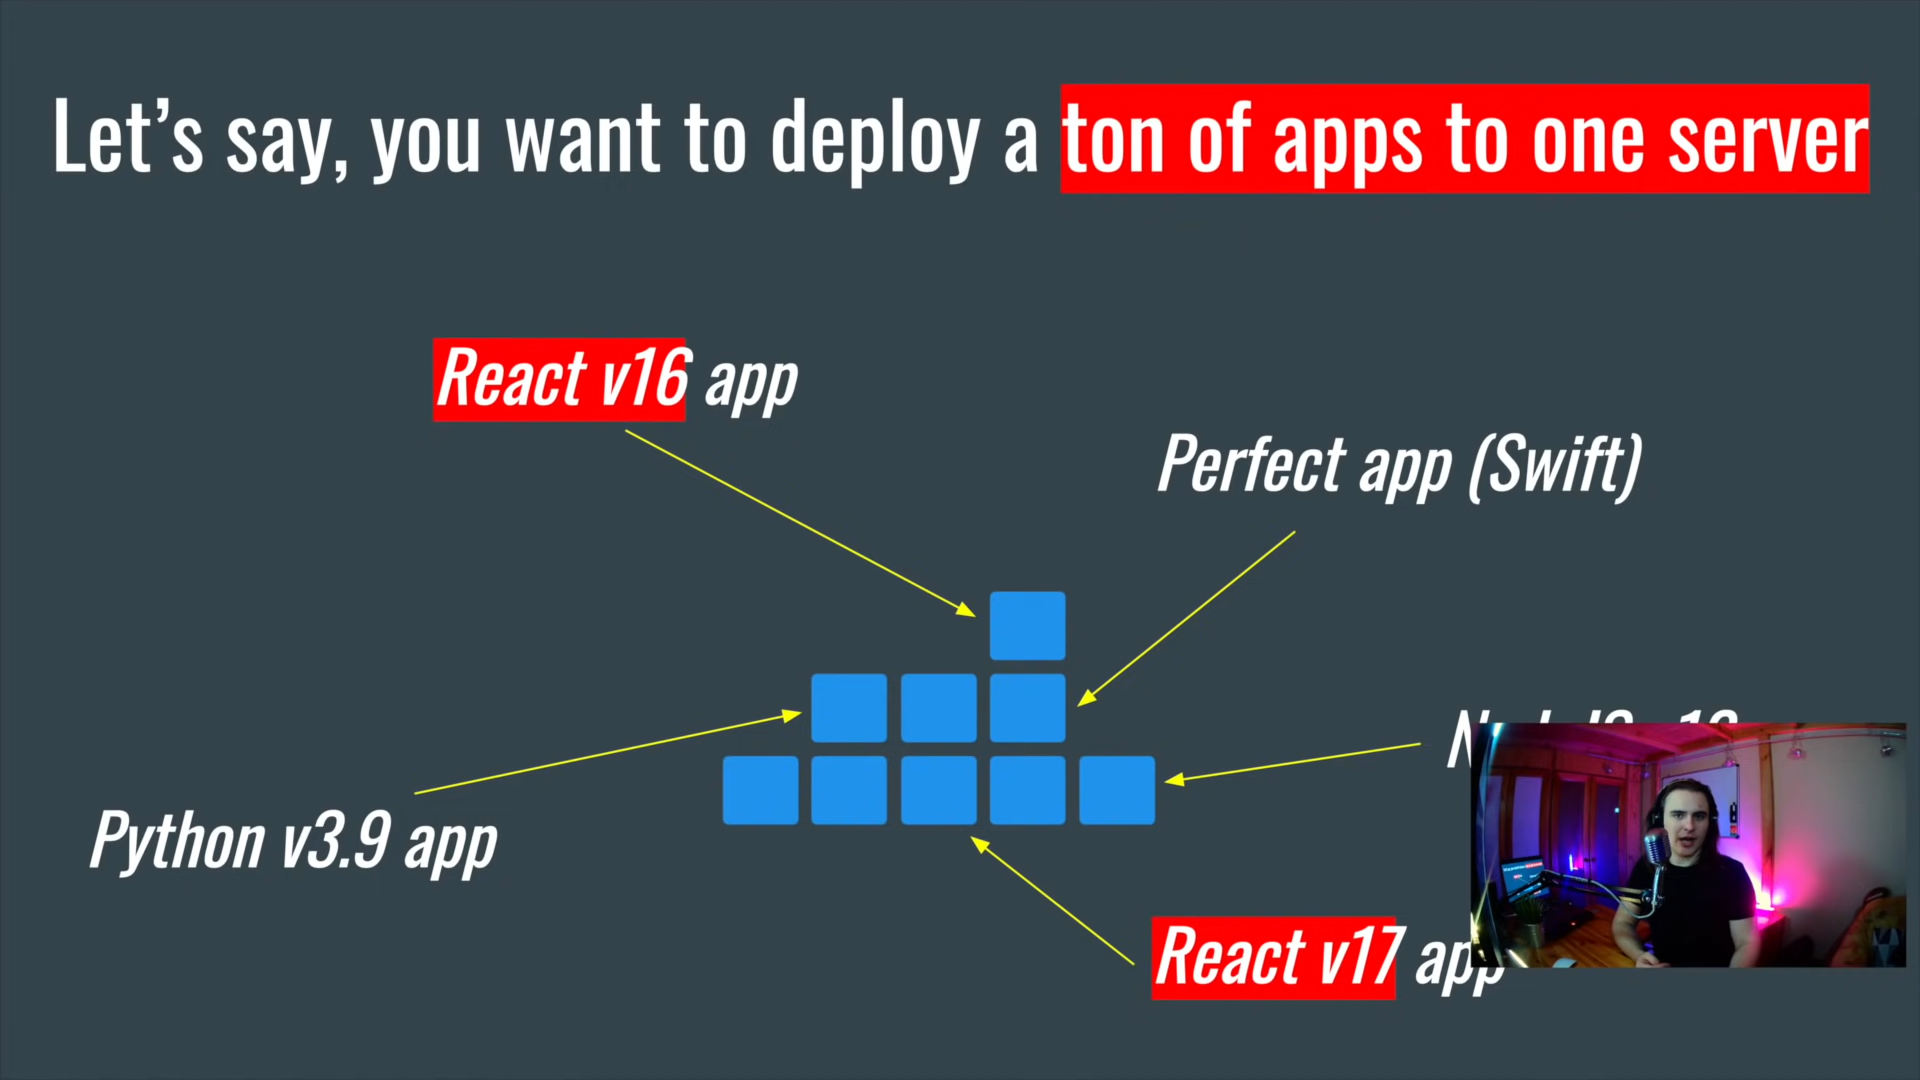 Let’s say, you want to deploy a ton of apps to one server
React v16 app
Perfect app (Swift)
Python v3.9 app
React v17 app